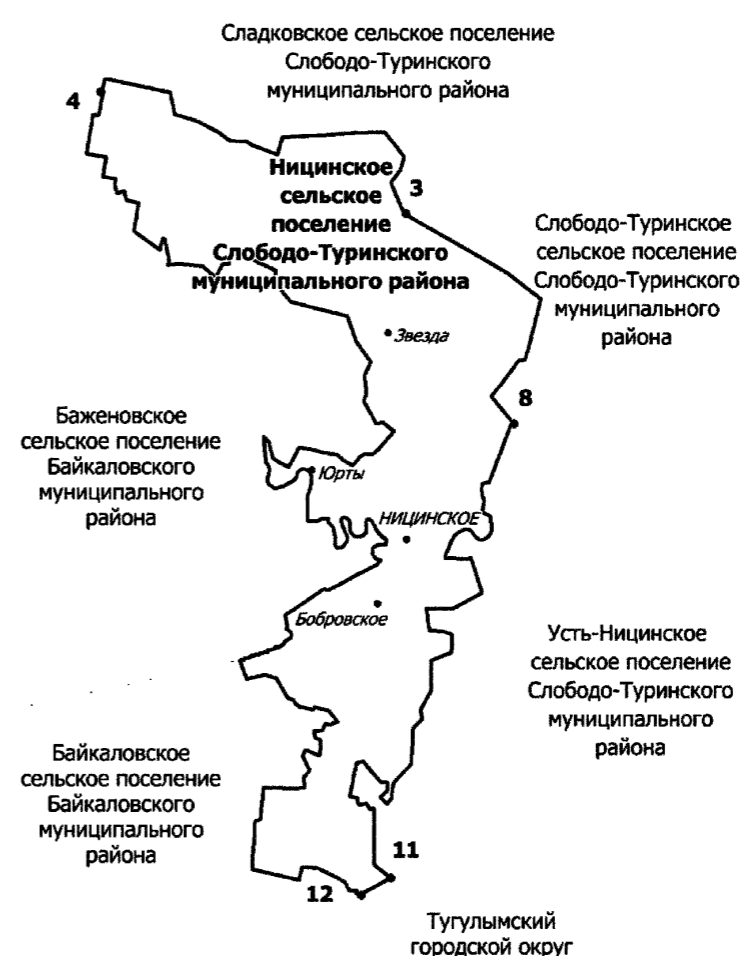 Сладковское сельское поселение
Слободо-Туринского
муниципального района
4
Ницинское
сельское
поселение
Слободо-Туринского
муниципального района
3
Слободо-Туринское
сельское поселение
Слободо-Туринского
муниципального
района
Звезда
8
Баженовское
сельское поселение
Байкаловского
муниципального
района
Юрты
НИЦИНСКОЕ
Бобровское
Усть-Ницинское
сельское поселение
Слободо-Туринского
муниципального
района
Байкаловское
сельское поселение
Байкаловского
муниципального
района
11
12
Тугулымский
городской округ